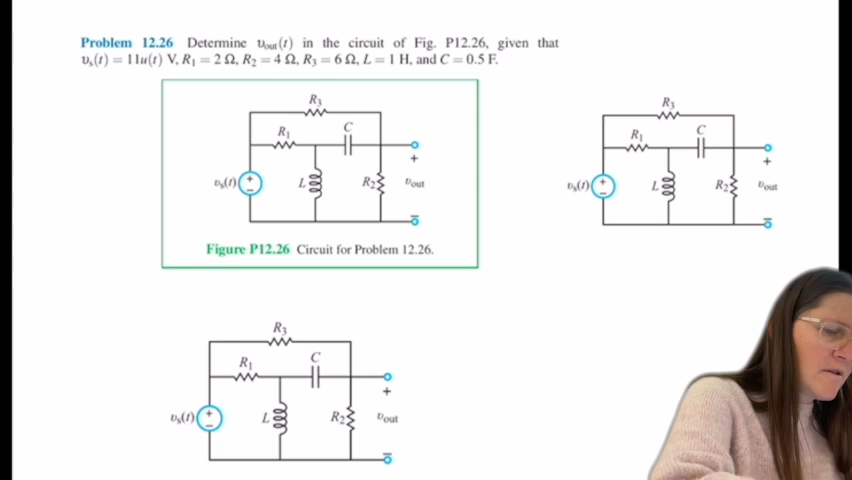 Problem 12.26 Determine υout(t) in the circuit of Fig. P12.26, given that
υs(t) = 11u(t) V, R1 = 2 Ω, R2 = 4 Ω, R3 = 6 Ω, L = 1 H, and C = 0.5 F.
R3
R1
C
υs(t)
+
−
L
R2
+
υout
−
Figure P12.26 Circuit for Problem 12.26.
R3
R1
C
υs(t)
+
−
L
R2
+
υout
−
R3
R1
C
υs(t)
+
−
L
R2
+
υout
−